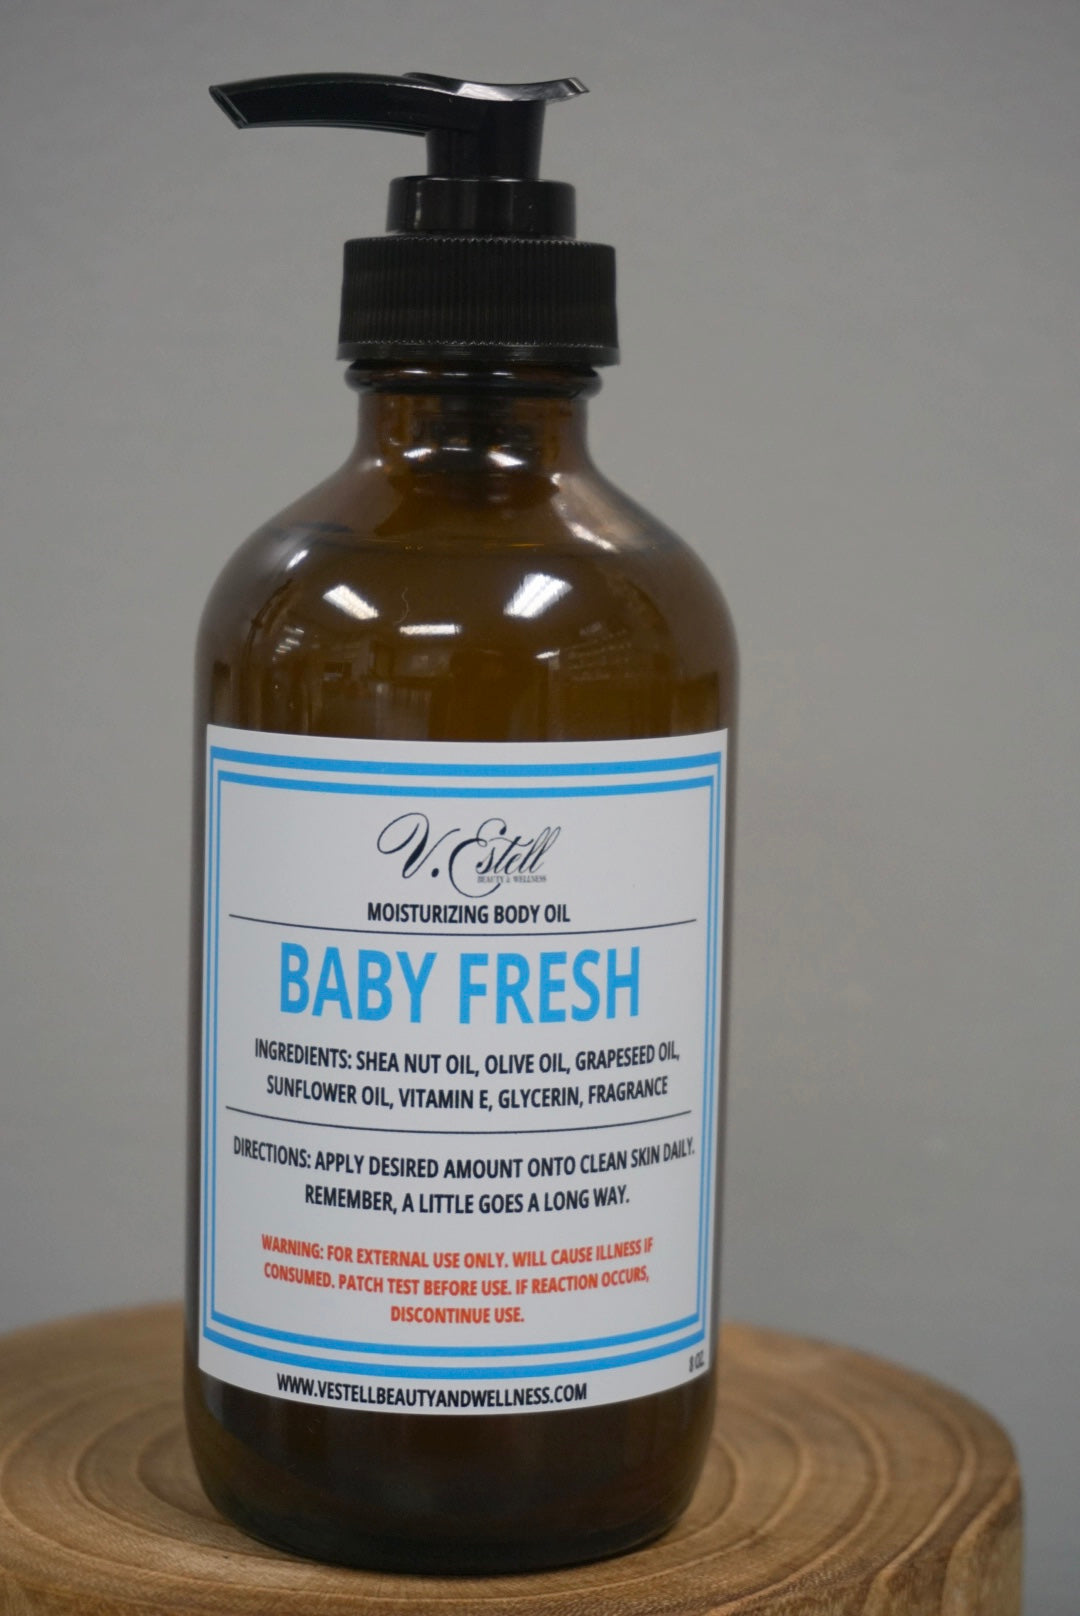 V. Estell
BEAUTY & WELLNESS
MOISTURIZING BODY OIL
BABY FRESH
INGREDIENTS: SHEA NUT OIL, OLIVE OIL, GRAPESEED OIL,
SUNFLOWER OIL, VITAMIN E, GLYCERIN, FRAGRANCE
DIRECTIONS: APPLY DESIRED AMOUNT ONTO CLEAN SKIN DAILY.
REMEMBER, A LITTLE GOES A LONG WAY.
WARNING: FOR EXTERNAL USE ONLY. WILL CAUSE ILLNESS IF
CONSUMED. PATCH TEST BEFORE USE. IF REACTION OCCURS,
DISCONTINUE USE.
8 OZ
WWW.VESTELLBEAUTYANDWELLNESS.COM